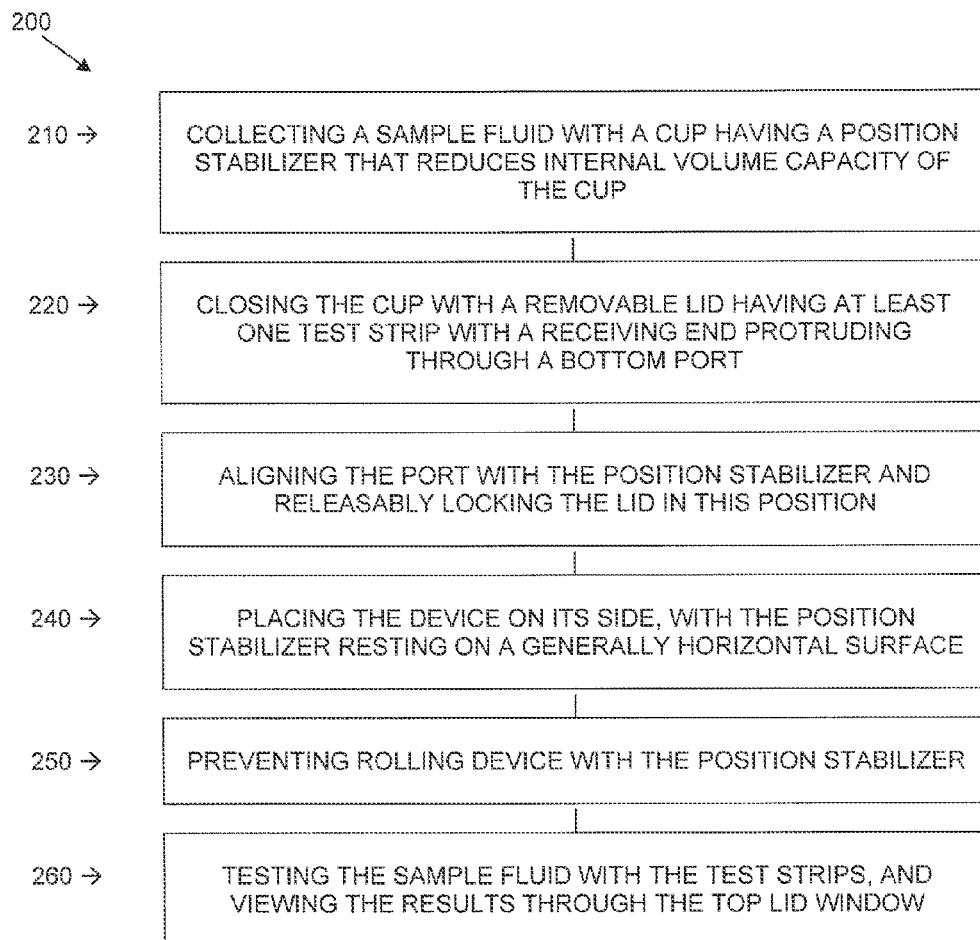 200
210 → COLLECTING A SAMPLE FLUID WITH A CUP HAVING A POSITION
STABILIZER THAT REDUCES INTERNAL VOLUME CAPACITY OF
THE CUP
220 → CLOSING THE CUP WITH A REMOVABLE LID HAVING AT LEAST
ONE TEST STRIP WITH A RECEIVING END PROTRUDING
THROUGH A BOTTOM PORT
230 → ALIGNING THE PORT WITH THE POSITION STABILIZER AND
RELEASABLY LOCKING THE LID IN THIS POSITION
240 → PLACING THE DEVICE ON ITS SIDE, WITH THE POSITION
STABILIZER RESTING ON A GENERALLY HORIZONTAL SURFACE
250 → PREVENTING ROLLING DEVICE WITH THE POSITION STABILIZER
260 → TESTING THE SAMPLE FLUID WITH THE TEST STRIPS, AND
VIEWING THE RESULTS THROUGH THE TOP LID WINDOW